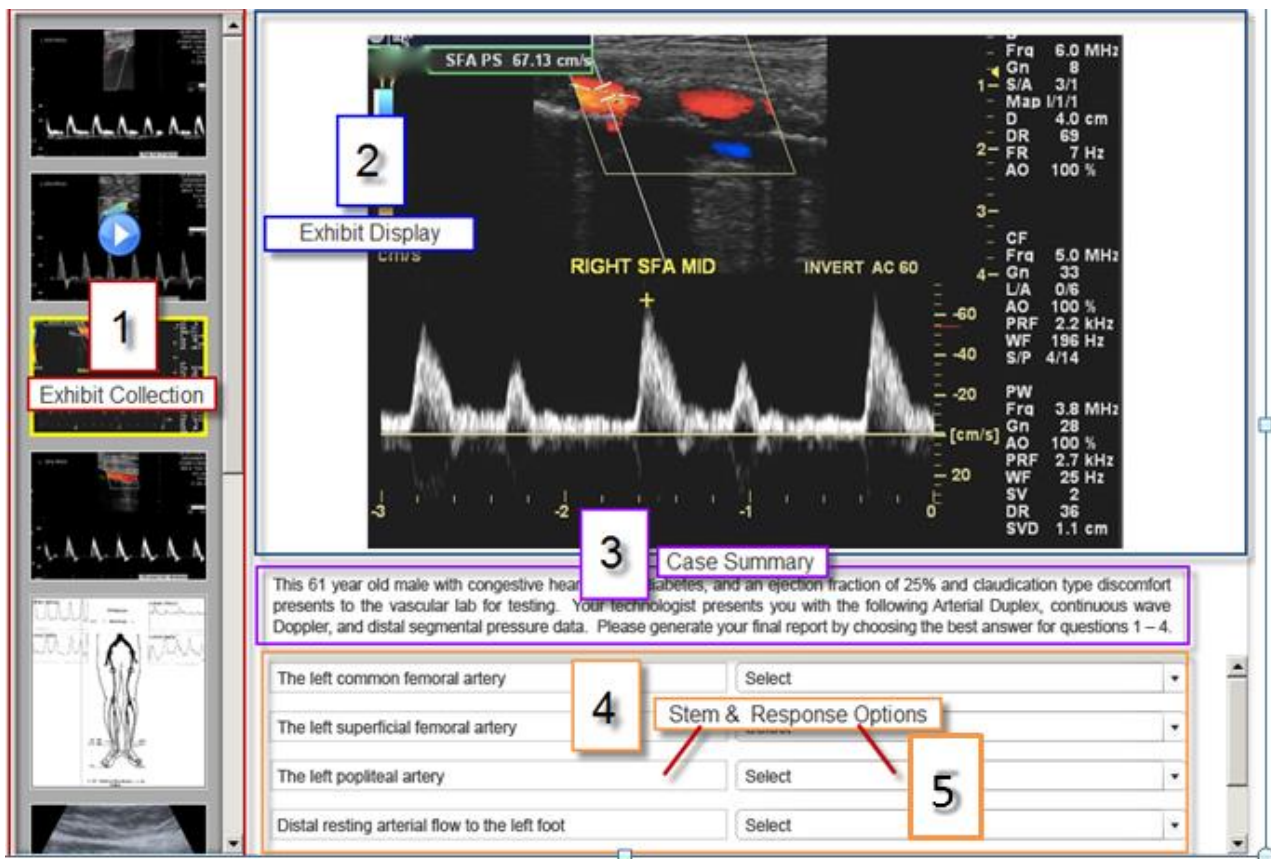 1
Exhibit Collection
SFA PS 67.13 cm/s
2
Exhibit Display
cm/s
RIGHT SFA MID
INVERT AC 60
1
2
3
4
Frq 6.0 MHz
Gn 8
S/A 3/1
Map I/1/1
D 4.0 cm
DR 69
FR 7 Hz
AO 100 %
CF
Frq 5.0 MHz
Gn 33
L/A 0/6
AO 100 %
PRF 2.2 kHz
WF 196 Hz
S/P 4/14
PW
Frq 3.8 MHz
Gn 28
AO 100 %
PRF 2.7 kHz
WF 25 Hz
SV 2
DR 36
SVD 1.1 cm
-60
-40
-20
[cm/s]
20
-3 -2 -1 0
3
Case Summary
This 61 year old male with congestive diabetes, and an ejection fraction of 25% and claudication type discomfort
presents to the vascular lab for testing. Your technologist presents you with the following Arterial Duplex, continuous wave
Doppler, and distal segmental pressure data. Please generate your final report by choosing the best answer for questions 1 – 4.
The left common femoral artery Select
4
Stem & Response Options
The left superficial femoral artery
5
The left popliteal artery Select
Distal resting arterial flow to the left foot Select